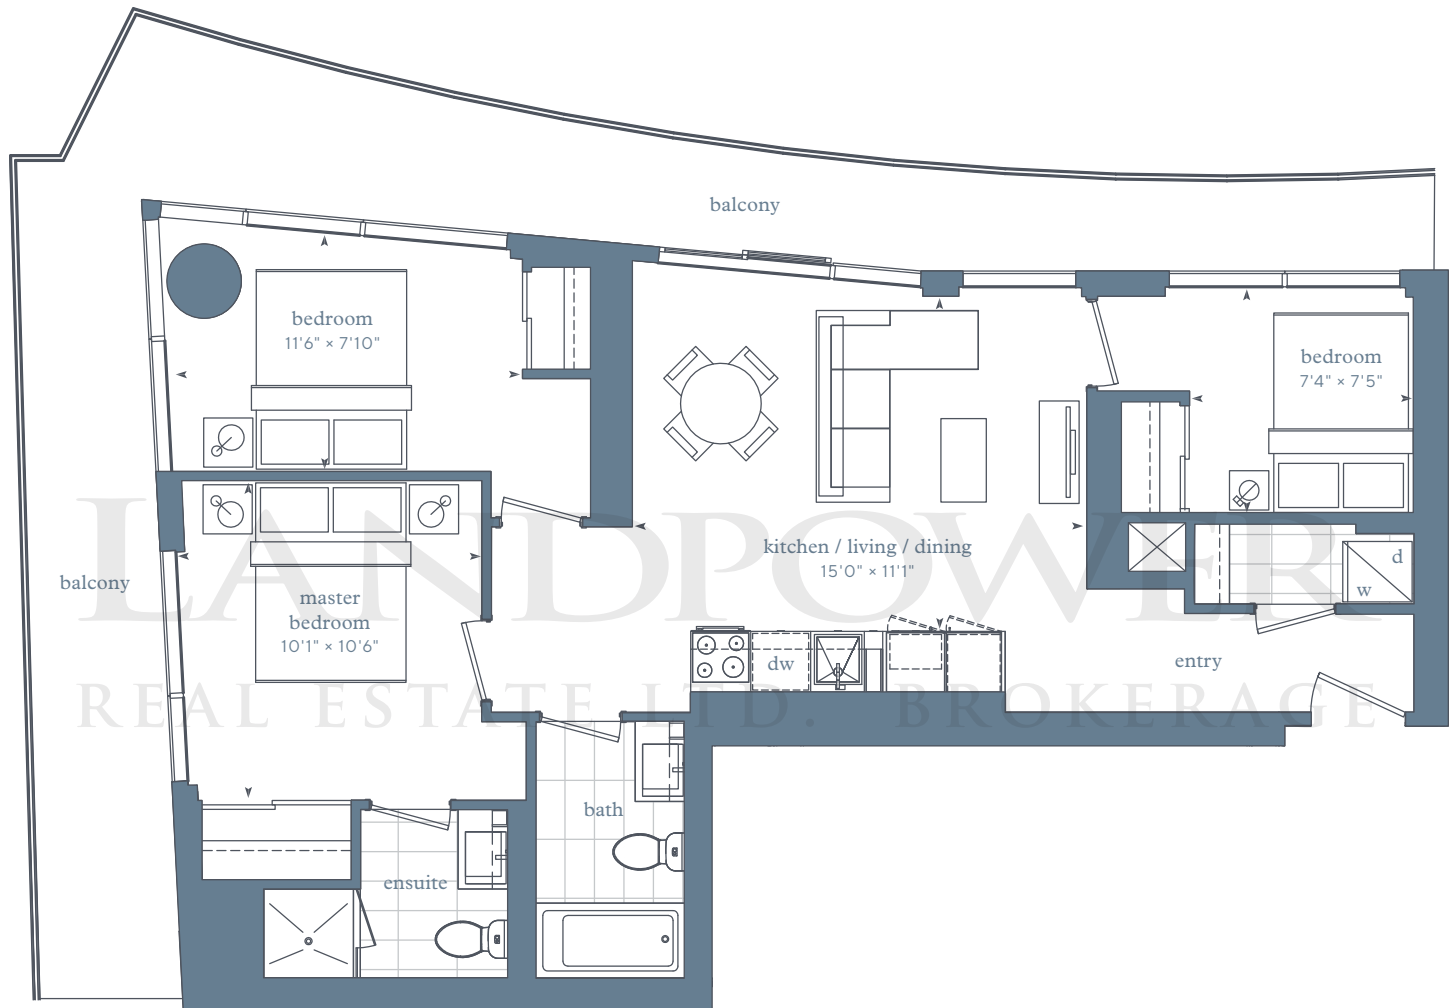 balcony
bedroom
11'6" × 7'10"
bedroom
7'4" × 7'5"
LANDPOWER
kitchen / living / dining
15'0" × 11'1"
d
w
balcony
master
bedroom
10'1" × 10'6"
dw
entry
REAL ESTATE LTD. BROKERAGE
bath
ensuite